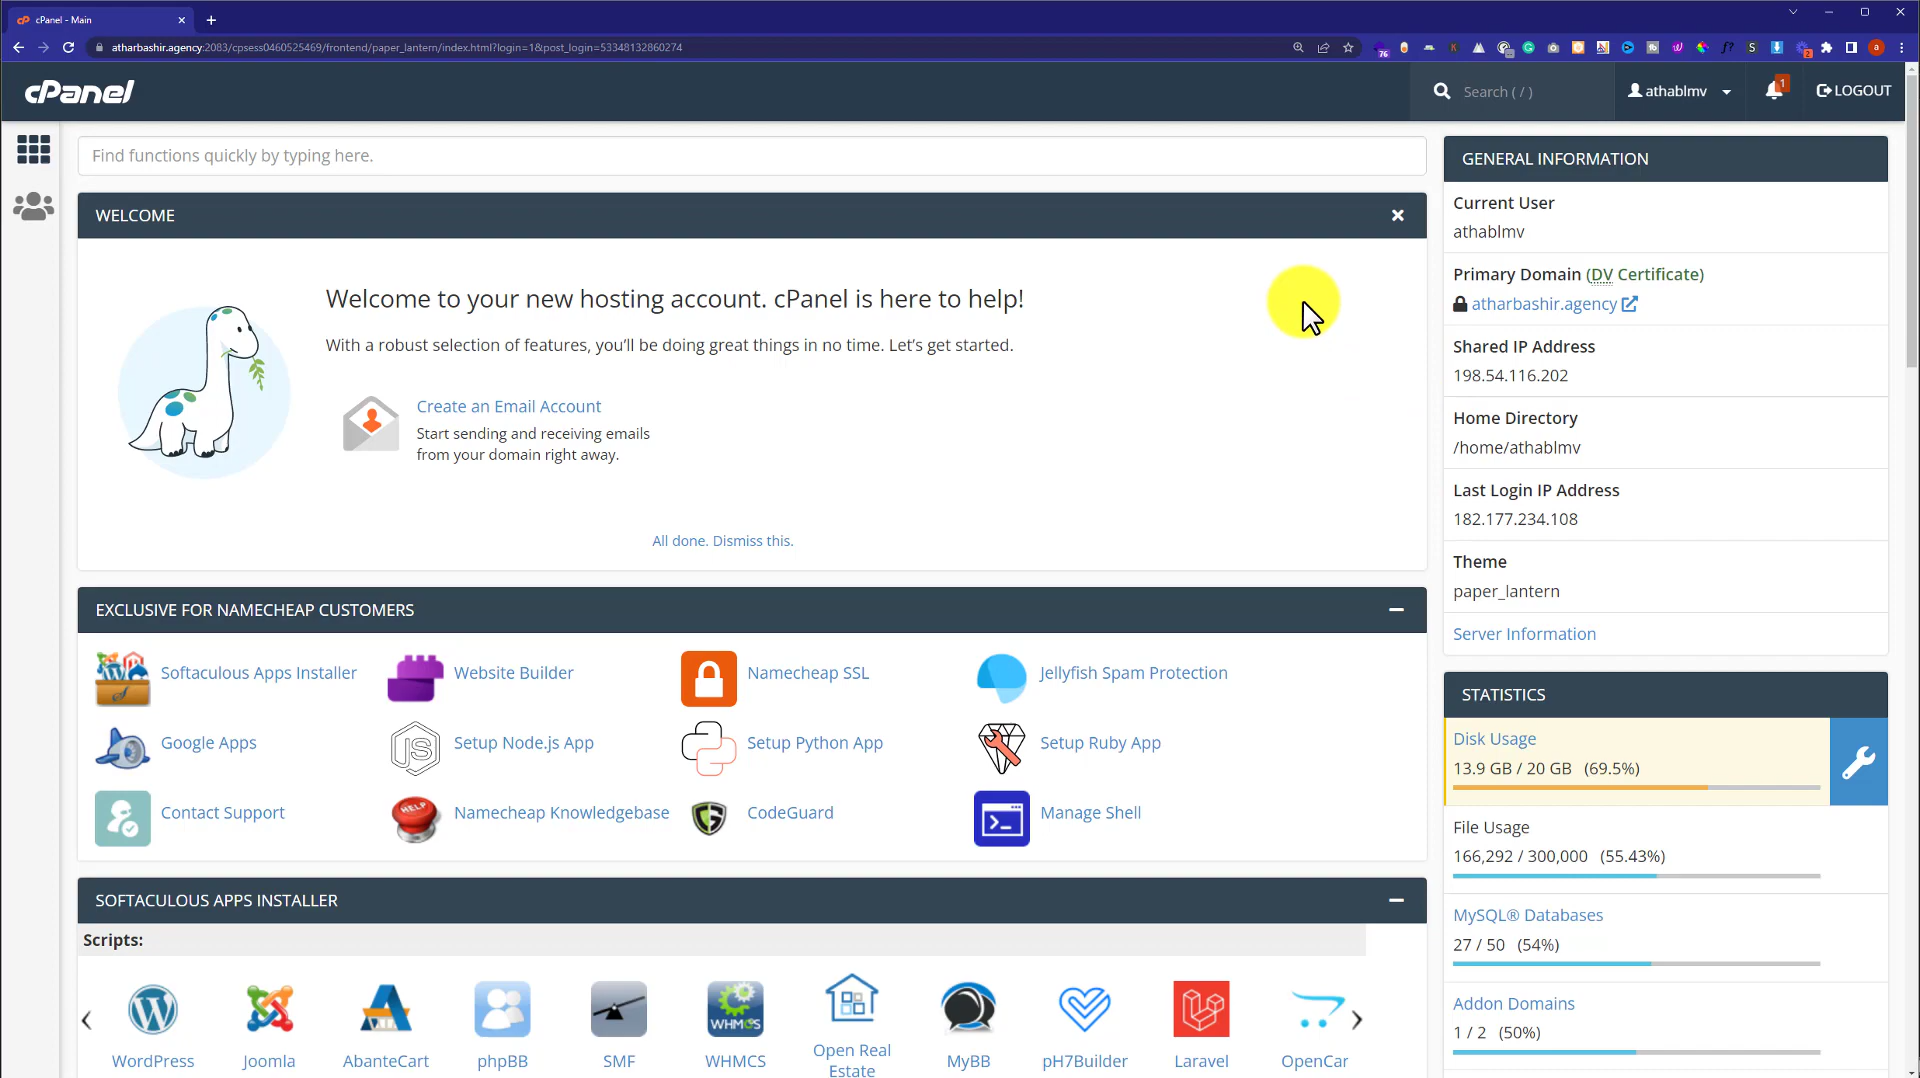 cPanel - Main
atharbashir.agency:2083/cpsess0460525469/frontend/paper_lantern/index.html?login=1&post_login=53348132860274
76
2
a
cPanel
Search ( / )
athablmv
1
LOGOUT
Find functions quickly by typing here.
WELCOME
Welcome to your new hosting account. cPanel is here to help!
With a robust selection of features, you'll be doing great things in no time. Let's get started.
Create an Email Account
Start sending and receiving emails
from your domain right away.
All done. Dismiss this.
EXCLUSIVE FOR NAMECHEAP CUSTOMERS
Softaculous Apps Installer
Website Builder
Namecheap SSL
Jellyfish Spam Protection
Google Apps
JS
Setup Node.js App
Setup Python App
Setup Ruby App
Contact Support
HELP
Namecheap Knowledgebase
CodeGuard
Manage Shell
SOFTACULOUS APPS INSTALLER
Scripts:
WHMCS
WordPress
Joomla
AbanteCart
phpBB
SMF
WHMCS
Open Real
Estate
MyBB
pH7Builder
Laravel
OpenCar
GENERAL INFORMATION
Current User
athablmv
Primary Domain (DV Certificate)
atharbashir.agency
Shared IP Address
198.54.116.202
Home Directory
/home/athablmv
Last Login IP Address
182.177.234.108
Theme
paper_lantern
Server Information
STATISTICS
Disk Usage
13.9 GB / 20 GB (69.5%)
File Usage
166,292 / 300,000 (55.43%)
MySQL® Databases
27 / 50 (54%)
Addon Domains
1 / 2 (50%)